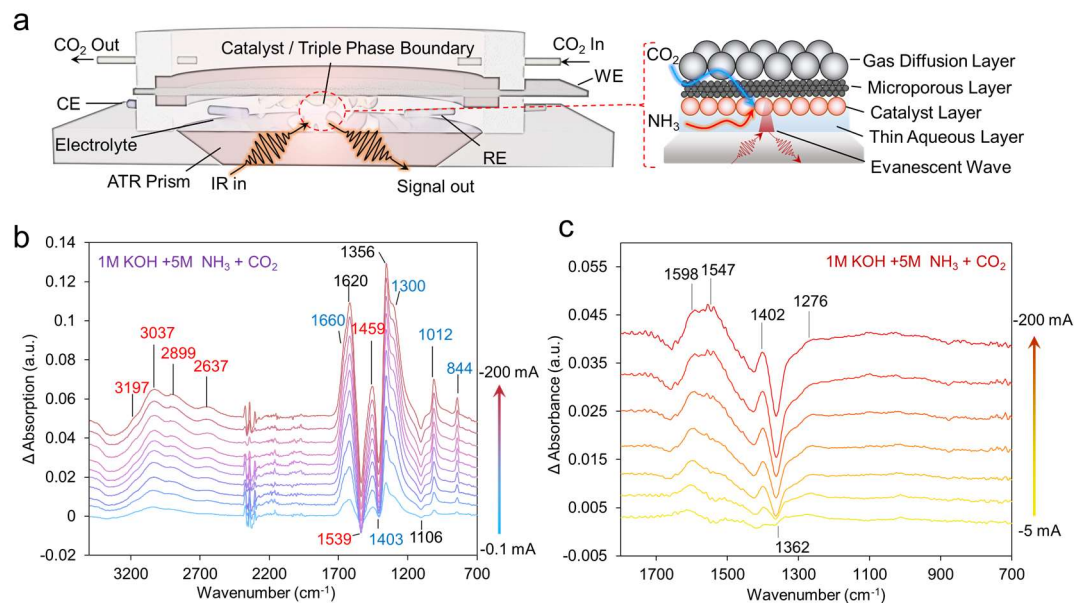 a
CO2 Out
Catalyst / Triple Phase Boundary
CO2 In
WE
CE
Electrolyte
ATR Prism
IR in
Signal out
RE
CO2
NH3
Gas Diffusion Layer
Microporous Layer
Catalyst Layer
Thin Aqueous Layer
Evanescent Wave
b
1M KOH +5M NH3 + CO2
Δ Absorption (a.u.)
0.14
0.12
0.1
0.08
0.06
0.04
0.02
0
-0.02
3197
3037
2899
2637
1660
1620
1459
1356
1300
1012
844
1539
1403
1106
-200 mA
-0.1 mA
3200
2700
2200
1700
1200
700
Wavenumber (cm-1)
c
1M KOH +5M NH3 + CO2
Δ Absorbance (a.u.)
0.055
0.045
0.035
0.025
0.015
0.005
-0.005
1598
1547
1402
1276
1362
-200 mA
-5 mA
1700
1500
1300
1100
900
700
Wavenumber (cm-1)